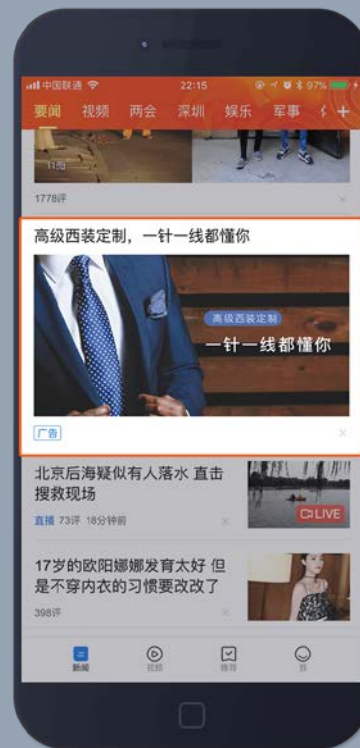 中国联通
22:15
97%
要闻 视频 两会 深圳 娱乐 军事
1778评
高级西装定制，一针一线都懂你
高级西装定制
一针一线都懂你
广告
北京后海疑似有人落水 直击
搜救现场
LIVE
直播 73评 18分钟前
17岁的欧阳娜娜发育太好 但
是不穿内衣的习惯要改改了
398评
新闻 视频 推荐 我